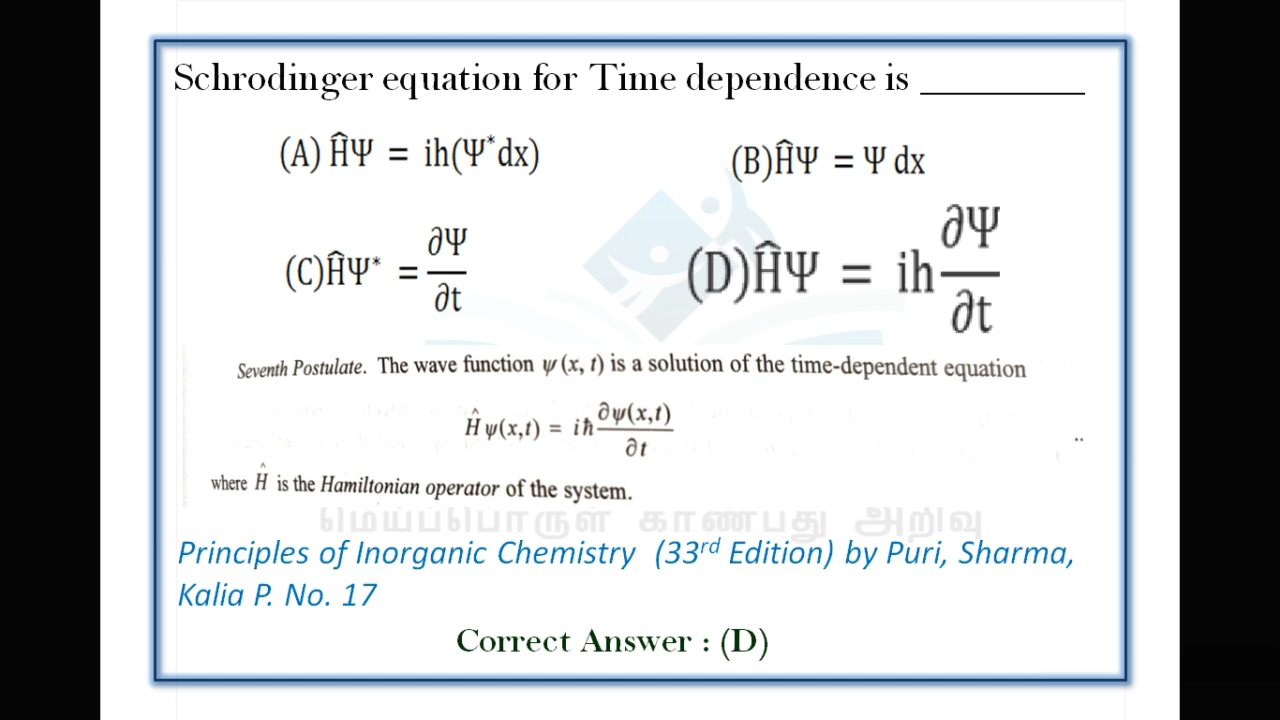 Schrodinger equation for Time dependence is _________
(A) ĤΨ = ih(Ψ*dx)
(B)ĤΨ = Ψ dx
(C)ĤΨ* = ∂Ψ/∂t
(D)ĤΨ = ih ∂Ψ/∂t
Seventh Postulate. The wave function ψ (x, t) is a solution of the time-dependent equation
Ĥ ψ(x,t) = iħ ∂ψ(x,t)/∂t ..
where Ĥ is the Hamiltonian operator of the system.
மெய்ப்பொருள் காண்பது அறிவு
Principles of Inorganic Chemistry (33rd Edition) by Puri, Sharma,
Kalia P. No. 17
Correct Answer : (D)